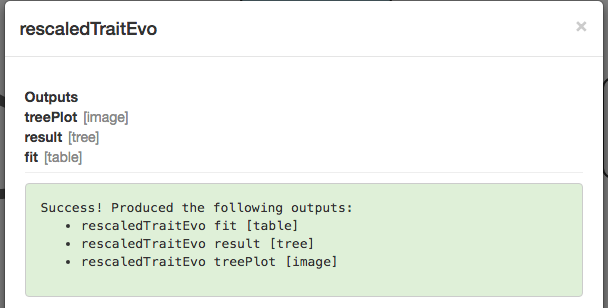 rescaledTraitEvo ×
Outputs
treePlot [image]
result [tree]
fit [table]
Success! Produced the following outputs:
• rescaledTraitEvo fit [table]
• rescaledTraitEvo result [tree]
• rescaledTraitEvo treePlot [image]